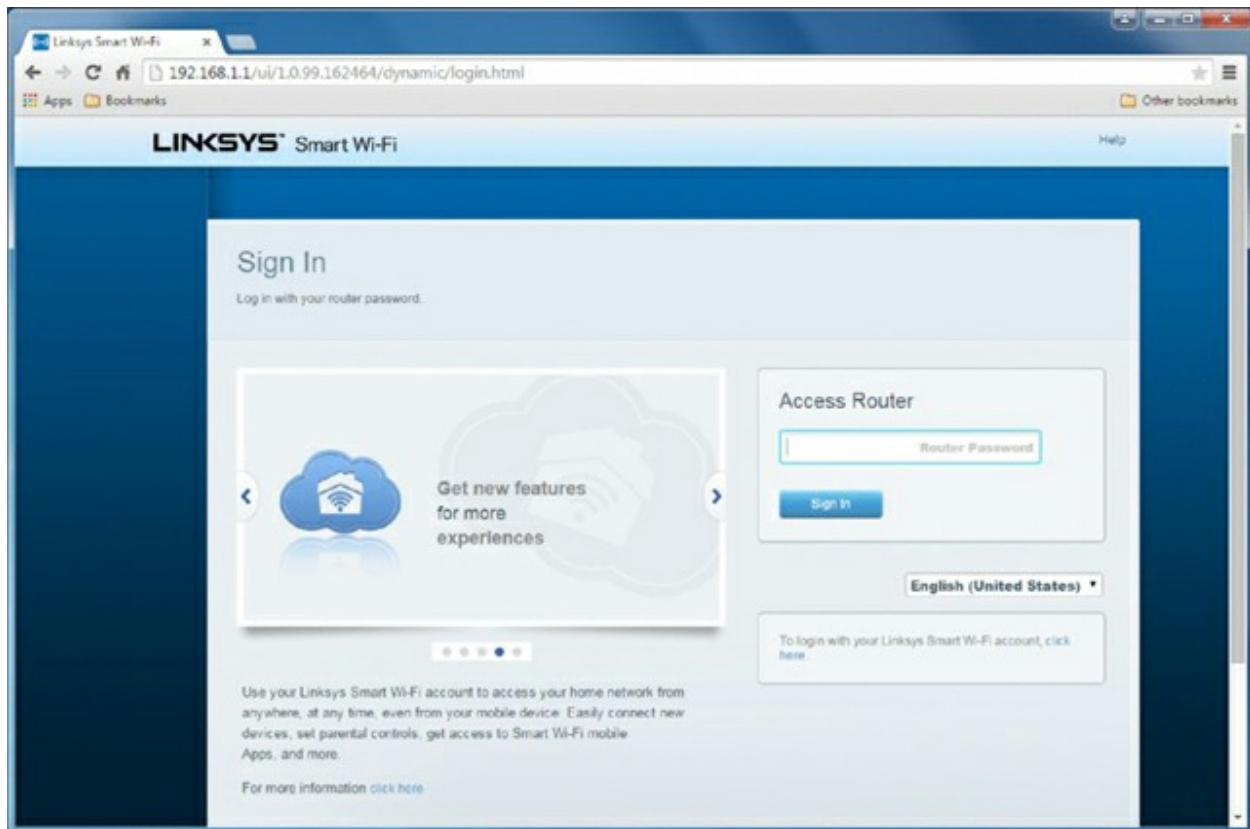 Linksys Smart Wi-Fi
192.168.1.1/ui/1.0.99.162464/dynamic/login.html
Apps Bookmarks Other bookmarks
LINKSYS™ Smart Wi-Fi Help
Sign In
Log in with your router password.
Access Router
Router Password
Sign In
Get new features
for more
experiences
English (United States)
To login with your Linksys Smart Wi-Fi account, click
here
Use your Linksys Smart Wi-Fi account to access your home network from
anywhere, at any time, even from your mobile device. Easily connect new
devices, set parental controls, get access to Smart Wi-Fi mobile
Apps, and more.
For more information click here